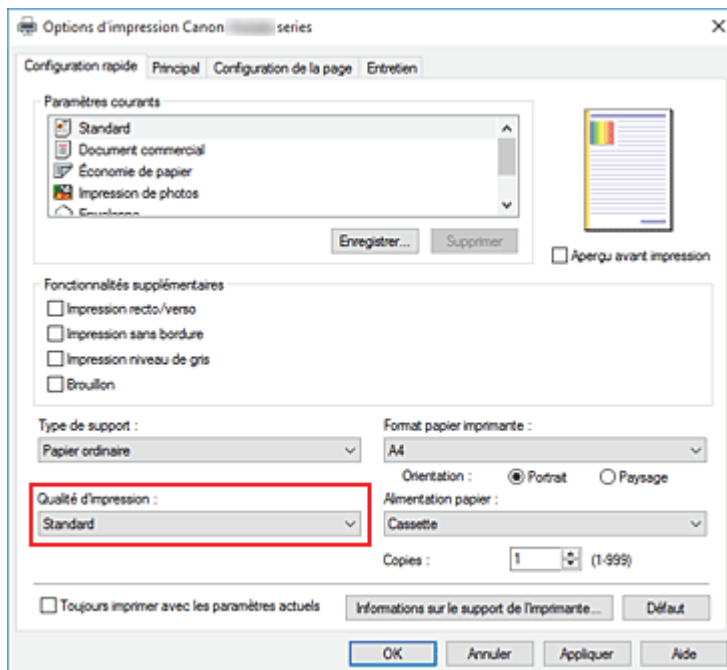 Options d'impression Canon series
Configuration rapide Principal Configuration de la page Entretien
Paramètres courants
Standard
Document commercial
Économie de papier
Impression de photos
Enregistrer... Supprimer
Aperçu avant impression
Fonctionnalités supplémentaires
Impression recto/verso
Impression sans bordure
Impression niveau de gris
Brouillon
Type de support : Format papier imprimante :
Papier ordinaire A4
Orientation : Portrait Paysage
Qualité d'impression : Alimentation papier :
Standard Cassette
Copies : 1 (1-999)
Toujours imprimer avec les paramètres actuels Informations sur le support de l'imprimante... Défaut
OK Annuler Appliquer Aide